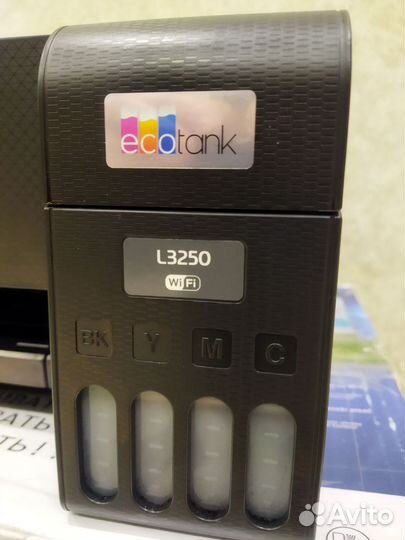 ecotank
L3250
WiFi
BK Y M C
Avito